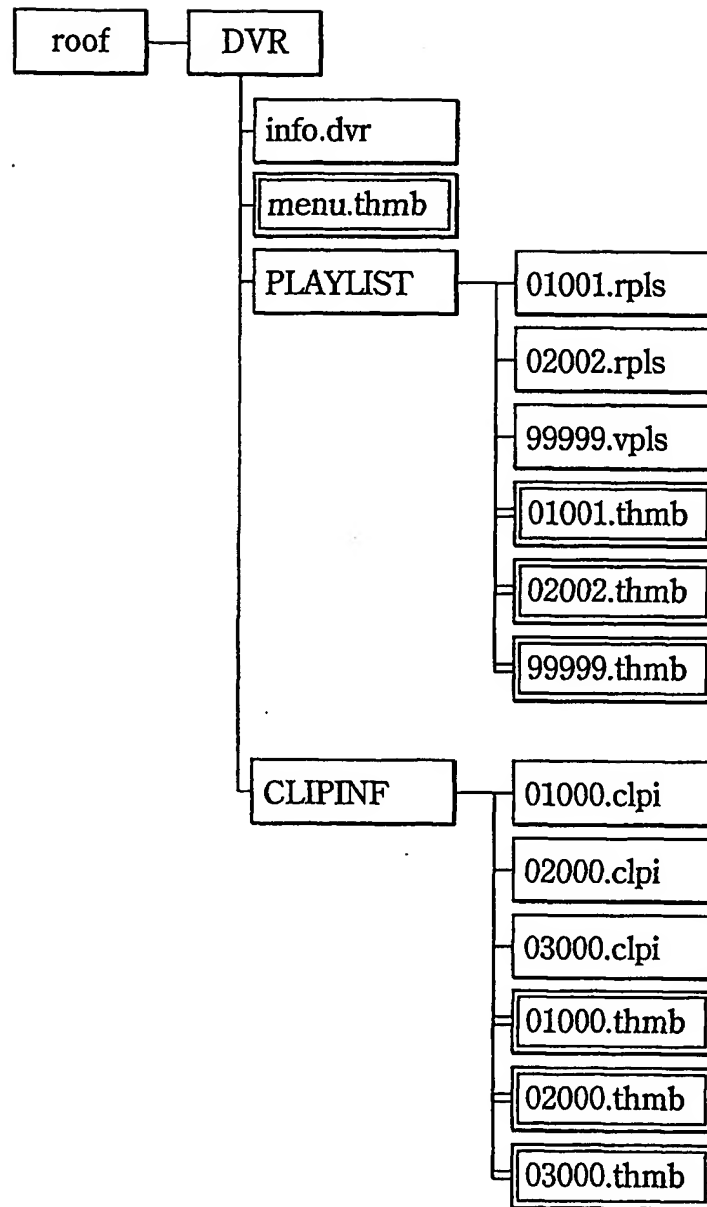 roof
DVR
info.dvr
menu.thmb
PLAYLIST
01001.rpls
02002.rpls
99999.vpls
01001.thmb
02002.thmb
99999.thmb
CLIPINF
01000.clpi
02000.clpi
03000.clpi
01000.thmb
02000.thmb
03000.thmb